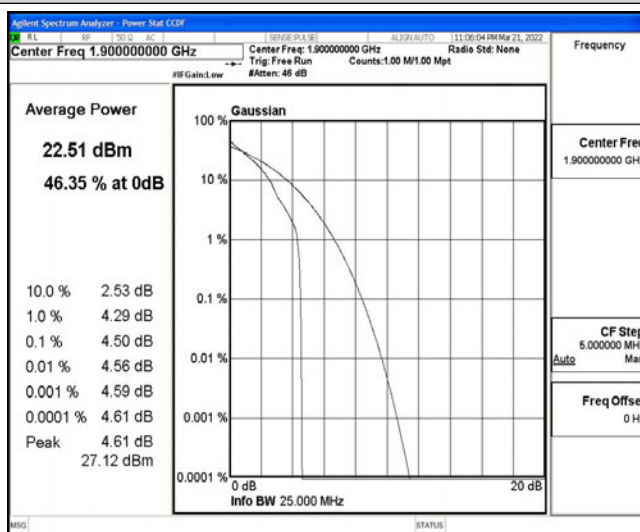 Agilent Spectrum Analyzer - Power Stat CCDF
RL RF 50 Ω AC SENSE:PULSE ALIGNAUTO 11:06:04 PM Mar 21, 2022
Center Freq 1.900000000 GHz
Center Freq: 1.900000000 GHz Radio Std: None
Trig: Free Run Counts:1.00 M/1.00 Mpt
#IFGain:Low #Atten: 46 dB
Frequency
Average Power
22.51 dBm
46.35 % at 0dB
10.0 % 2.53 dB
1.0 % 4.29 dB
0.1 % 4.50 dB
0.01 % 4.56 dB
0.001 % 4.59 dB
0.0001 % 4.61 dB
Peak 4.61 dB
27.12 dBm
Gaussian
100 %
10 %
1 %
0.1 %
0.01 %
0.001 %
0.0001 %
0 dB 20 dB
Info BW 25.000 MHz
Center Fre
1.900000000 GH
CF Step
5.000000 MH
Auto Ma
Freq Offse
0 H
MSG STATUS